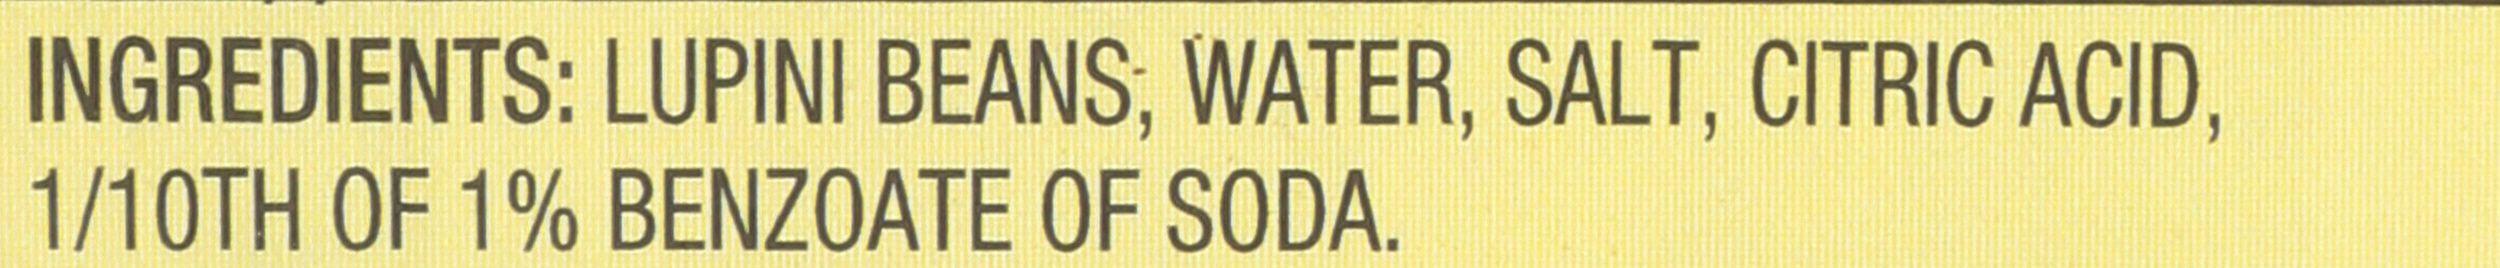 INGREDIENTS: LUPINI BEANS, WATER, SALT, CITRIC ACID,
1/10TH OF 1% BENZOATE OF SODA.